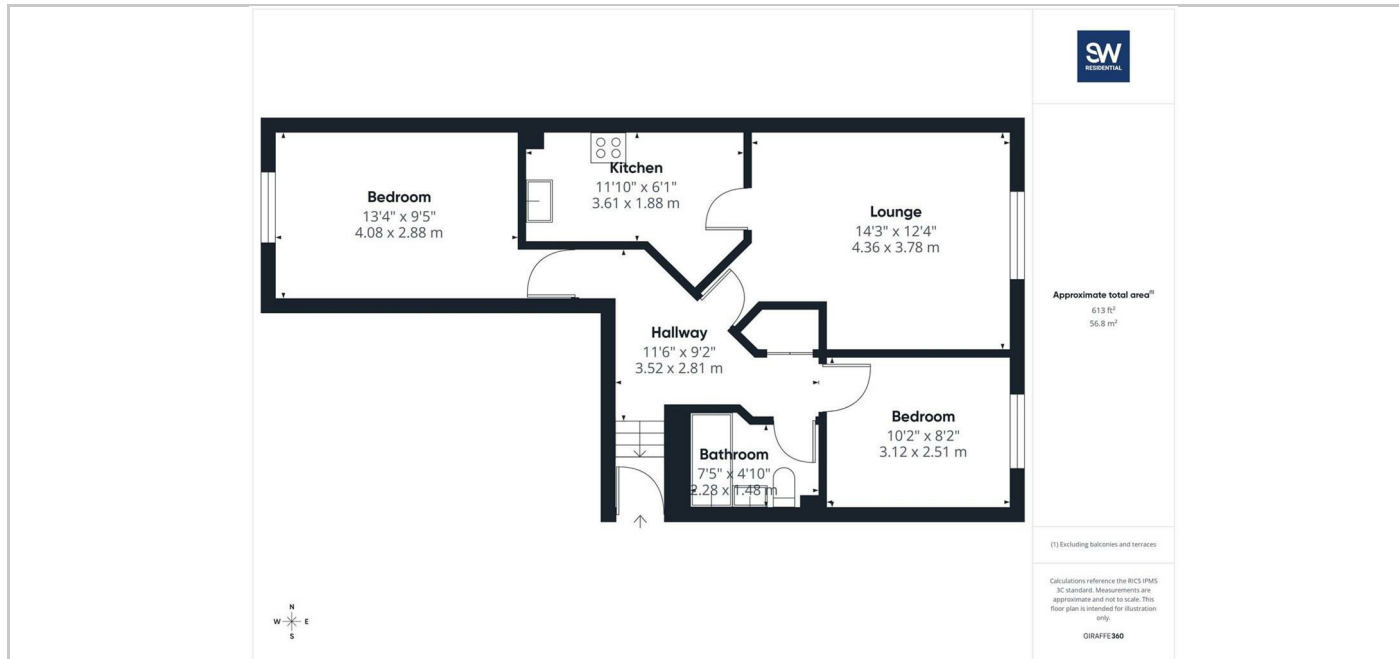 SW
RESIDENTIAL
Bedroom
13'4" x 9'5"
4.08 x 2.88 m
Kitchen
11'10" x 6'1"
3.61 x 1.88 m
Lounge
14'3" x 12'4"
4.36 x 3.78 m
Hallway
11'6" x 9'2"
3.52 x 2.81 m
Bedroom
10'2" x 8'2"
3.12 x 2.51 m
Bathroom
7'5" x 4'10"
2.28 x 1.48 m
Approximate total area(1)
613 ft²
56.8 m²
(1) Excluding balconies and terraces
Calculations reference the RICS IPMS
3C standard. Measurements are
approximate and not to scale. This
floor plan is intended for illustration
only.
GIRAFFE360
N
W E
S